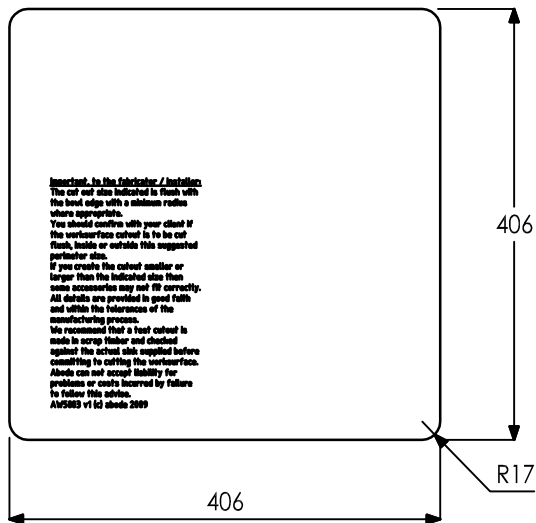 Important, to the fabricator / installer:
The cut out size indicated is flush with
the bowl edge with a minimum radius
where appropriate.
You should confirm with your client if
the worksurface cutout is to be cut
flush, inside or outside this suggested
perimeter size.
If you create the cutout smaller or
larger than the indicated size then
some accessories may not fit correctly.
All details are provided in good faith
and within the tolerances of the
manufacturing process.
We recommend that a test cutout is
made in scrap timber and checked
against the actual sink supplied before
committing to cutting the worksurface.
Abode can not accept liability for
problems or costs incurred by failure
to follow this advise.
AW5003 v1 (c) abode 2009
406
R17
406